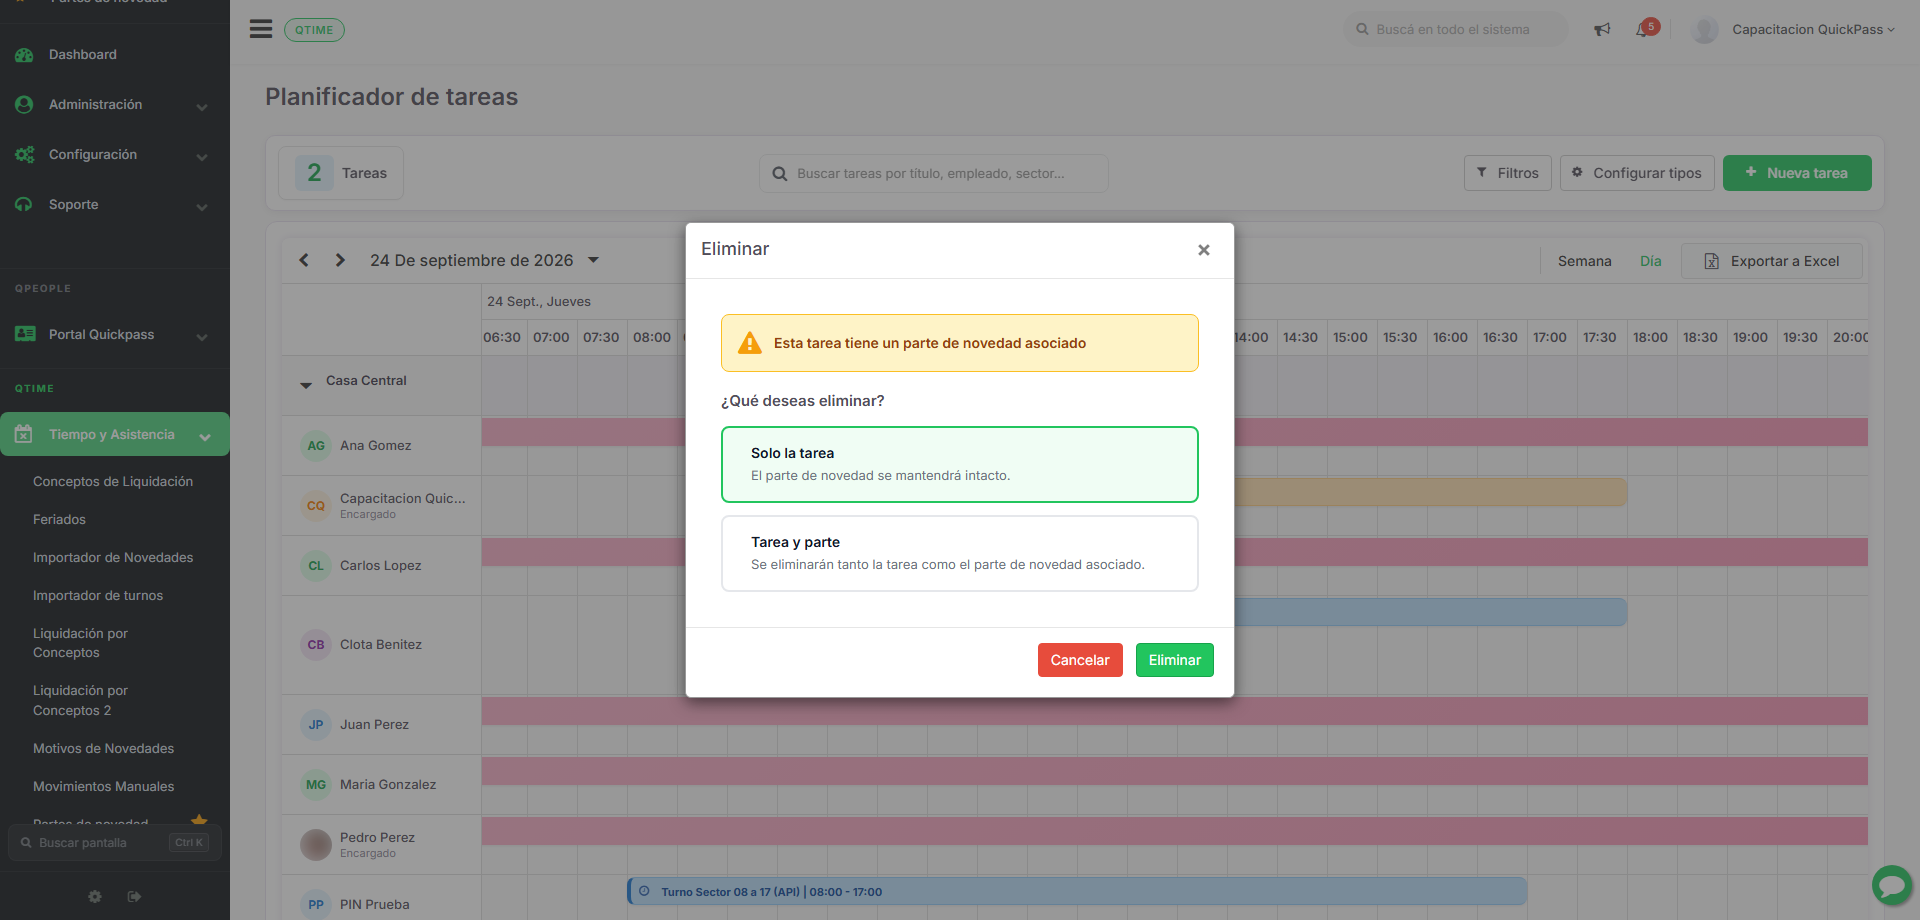 Dashboard
Administración
Configuración
Soporte
QPEOPLE
Portal Quickpass
QTIME
Tiempo y Asistencia
Conceptos de Liquidación
Feriados
Importador de Novedades
Importador de turnos
Liquidación por
Conceptos
Liquidación por
Conceptos 2
Motivos de Novedades
Movimientos Manuales
Buscar pantalla
Ctrl K
QTIME
Buscá en todo el sistema
5
Capacitacion QuickPass
Planificador de tareas
2 Tareas
Buscar tareas por título, empleado, sector...
Filtros
Configurar tipos
Nueva tarea
24 De septiembre de 2026
Semana
Día
Exportar a Excel
24 Sept., Jueves
06:30 07:00 07:30 08:00 14:00 14:30 15:00 15:30 16:00 16:30 17:00 17:30 18:00 18:30 19:00 19:30 20:00
Casa Central
AG Ana Gomez
CQ Capacitacion Quic...
Encargado
CL Carlos Lopez
CB Clota Benitez
JP Juan Perez
MG Maria Gonzalez
Pedro Perez
Encargado
PP PIN Prueba
Turno Sector 08 a 17 (API) | 08:00 - 17:00
Eliminar
×
Esta tarea tiene un parte de novedad asociado
¿Qué deseas eliminar?
Solo la tarea
El parte de novedad se mantendrá intacto.
Tarea y parte
Se eliminarán tanto la tarea como el parte de novedad asociado.
Cancelar
Eliminar